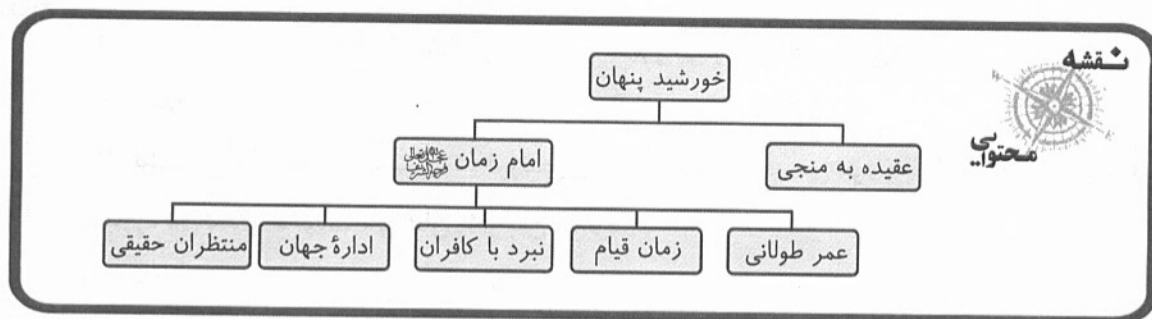 نقشه
محتوایی
خورشید پنهان
عقیده به منجی
امام زمان
عمر طولانی
زمان قیام
نبرد با کافران
ادارهٔ جهان
منتظران حقیقی